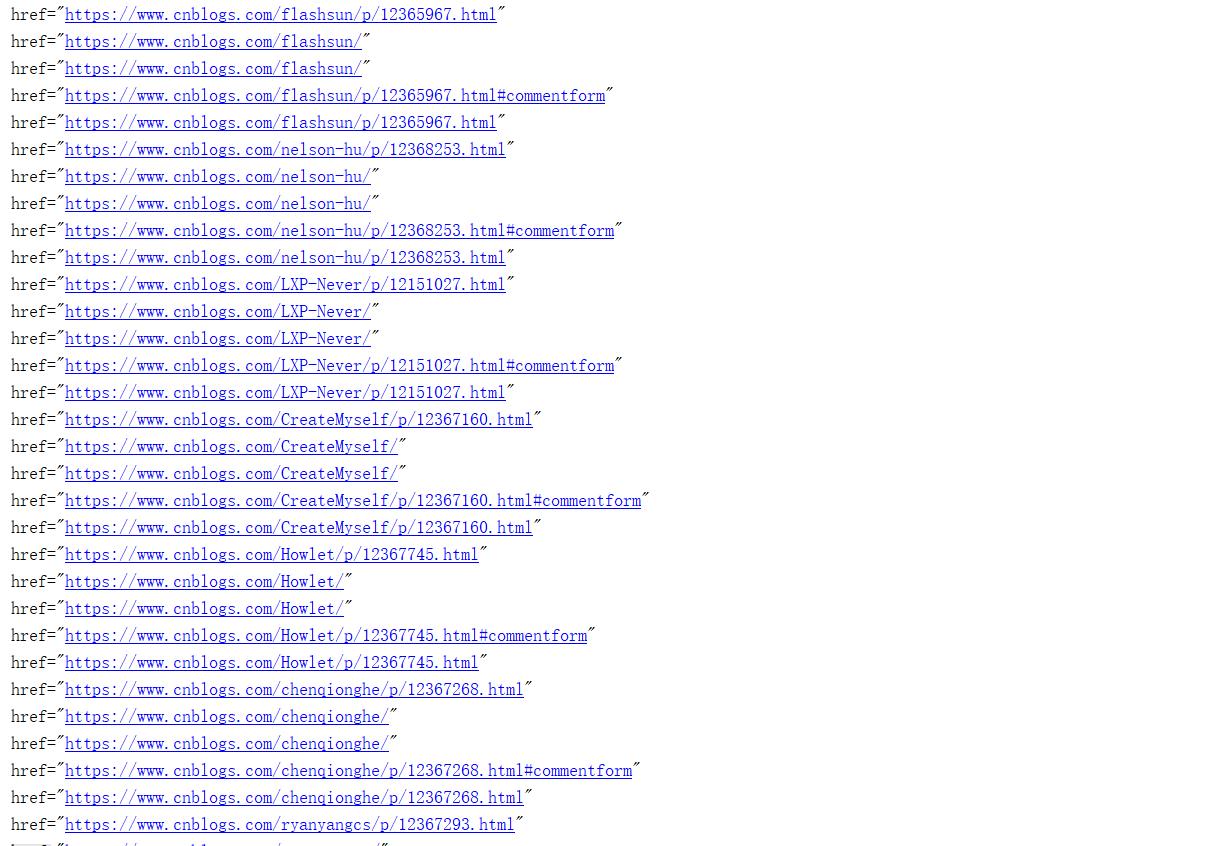 href="https://www.cnblogs.com/flashsun/p/12365967.html"
href="https://www.cnblogs.com/flashsun/"
href="https://www.cnblogs.com/flashsun/"
href="https://www.cnblogs.com/flashsun/p/12365967.html#commentform"
href="https://www.cnblogs.com/flashsun/p/12365967.html"
href="https://www.cnblogs.com/nelson-hu/p/12368253.html"
href="https://www.cnblogs.com/nelson-hu/"
href="https://www.cnblogs.com/nelson-hu/"
href="https://www.cnblogs.com/nelson-hu/p/12368253.html#commentform"
href="https://www.cnblogs.com/nelson-hu/p/12368253.html"
href="https://www.cnblogs.com/LXP-Never/p/12151027.html"
href="https://www.cnblogs.com/LXP-Never/"
href="https://www.cnblogs.com/LXP-Never/"
href="https://www.cnblogs.com/LXP-Never/p/12151027.html#commentform"
href="https://www.cnblogs.com/LXP-Never/p/12151027.html"
href="https://www.cnblogs.com/CreateMyself/p/12367160.html"
href="https://www.cnblogs.com/CreateMyself/"
href="https://www.cnblogs.com/CreateMyself/"
href="https://www.cnblogs.com/CreateMyself/p/12367160.html#commentform"
href="https://www.cnblogs.com/CreateMyself/p/12367160.html"
href="https://www.cnblogs.com/Howlet/p/12367745.html"
href="https://www.cnblogs.com/Howlet/"
href="https://www.cnblogs.com/Howlet/"
href="https://www.cnblogs.com/Howlet/p/12367745.html#commentform"
href="https://www.cnblogs.com/Howlet/p/12367745.html"
href="https://www.cnblogs.com/chenqionghe/p/12367268.html"
href="https://www.cnblogs.com/chenqionghe/"
href="https://www.cnblogs.com/chenqionghe/"
href="https://www.cnblogs.com/chenqionghe/p/12367268.html#commentform"
href="https://www.cnblogs.com/chenqionghe/p/12367268.html"
href="https://www.cnblogs.com/ryanyangcs/p/12367293.html"